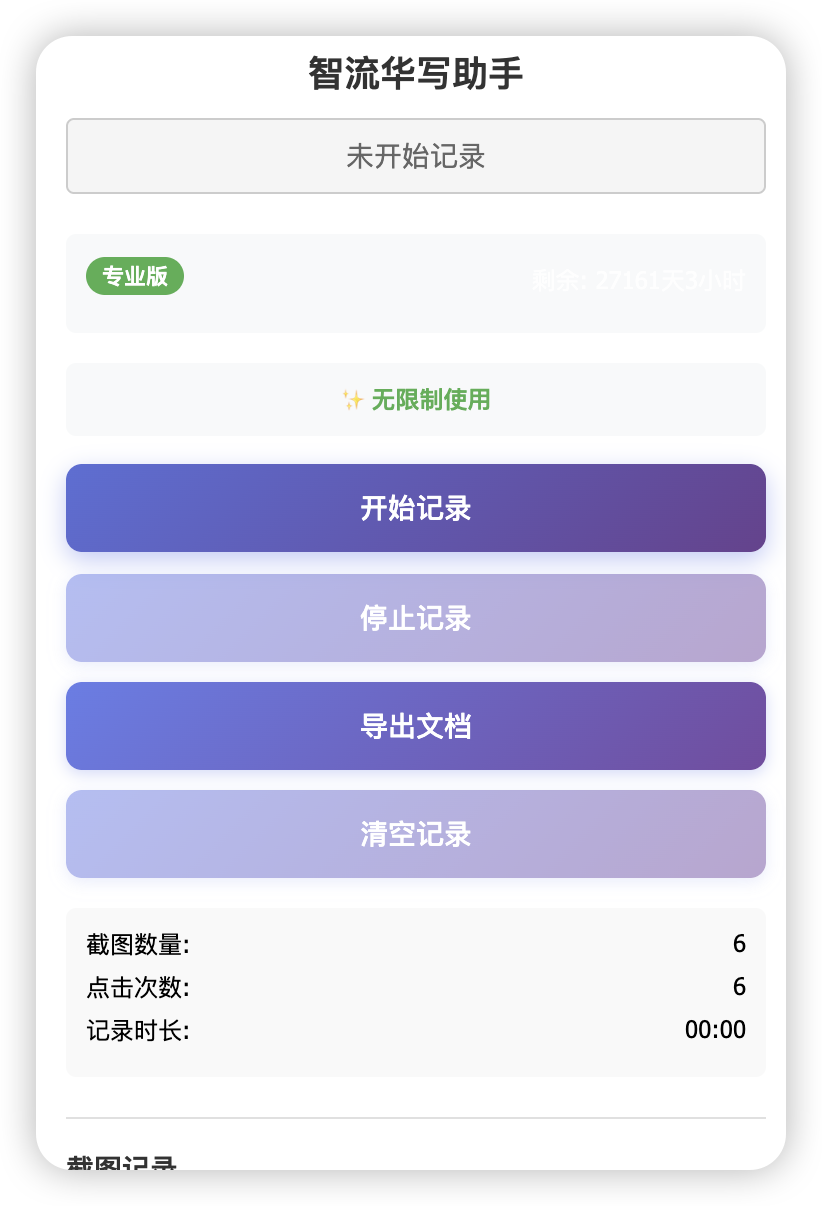 智流华写助手
未开始记录
专业版
剩余: 27161天3小时
✨ 无限制使用
开始记录
停止记录
导出文档
清空记录
截图数量: 6
点击次数: 6
记录时长: 00:00
截图记录